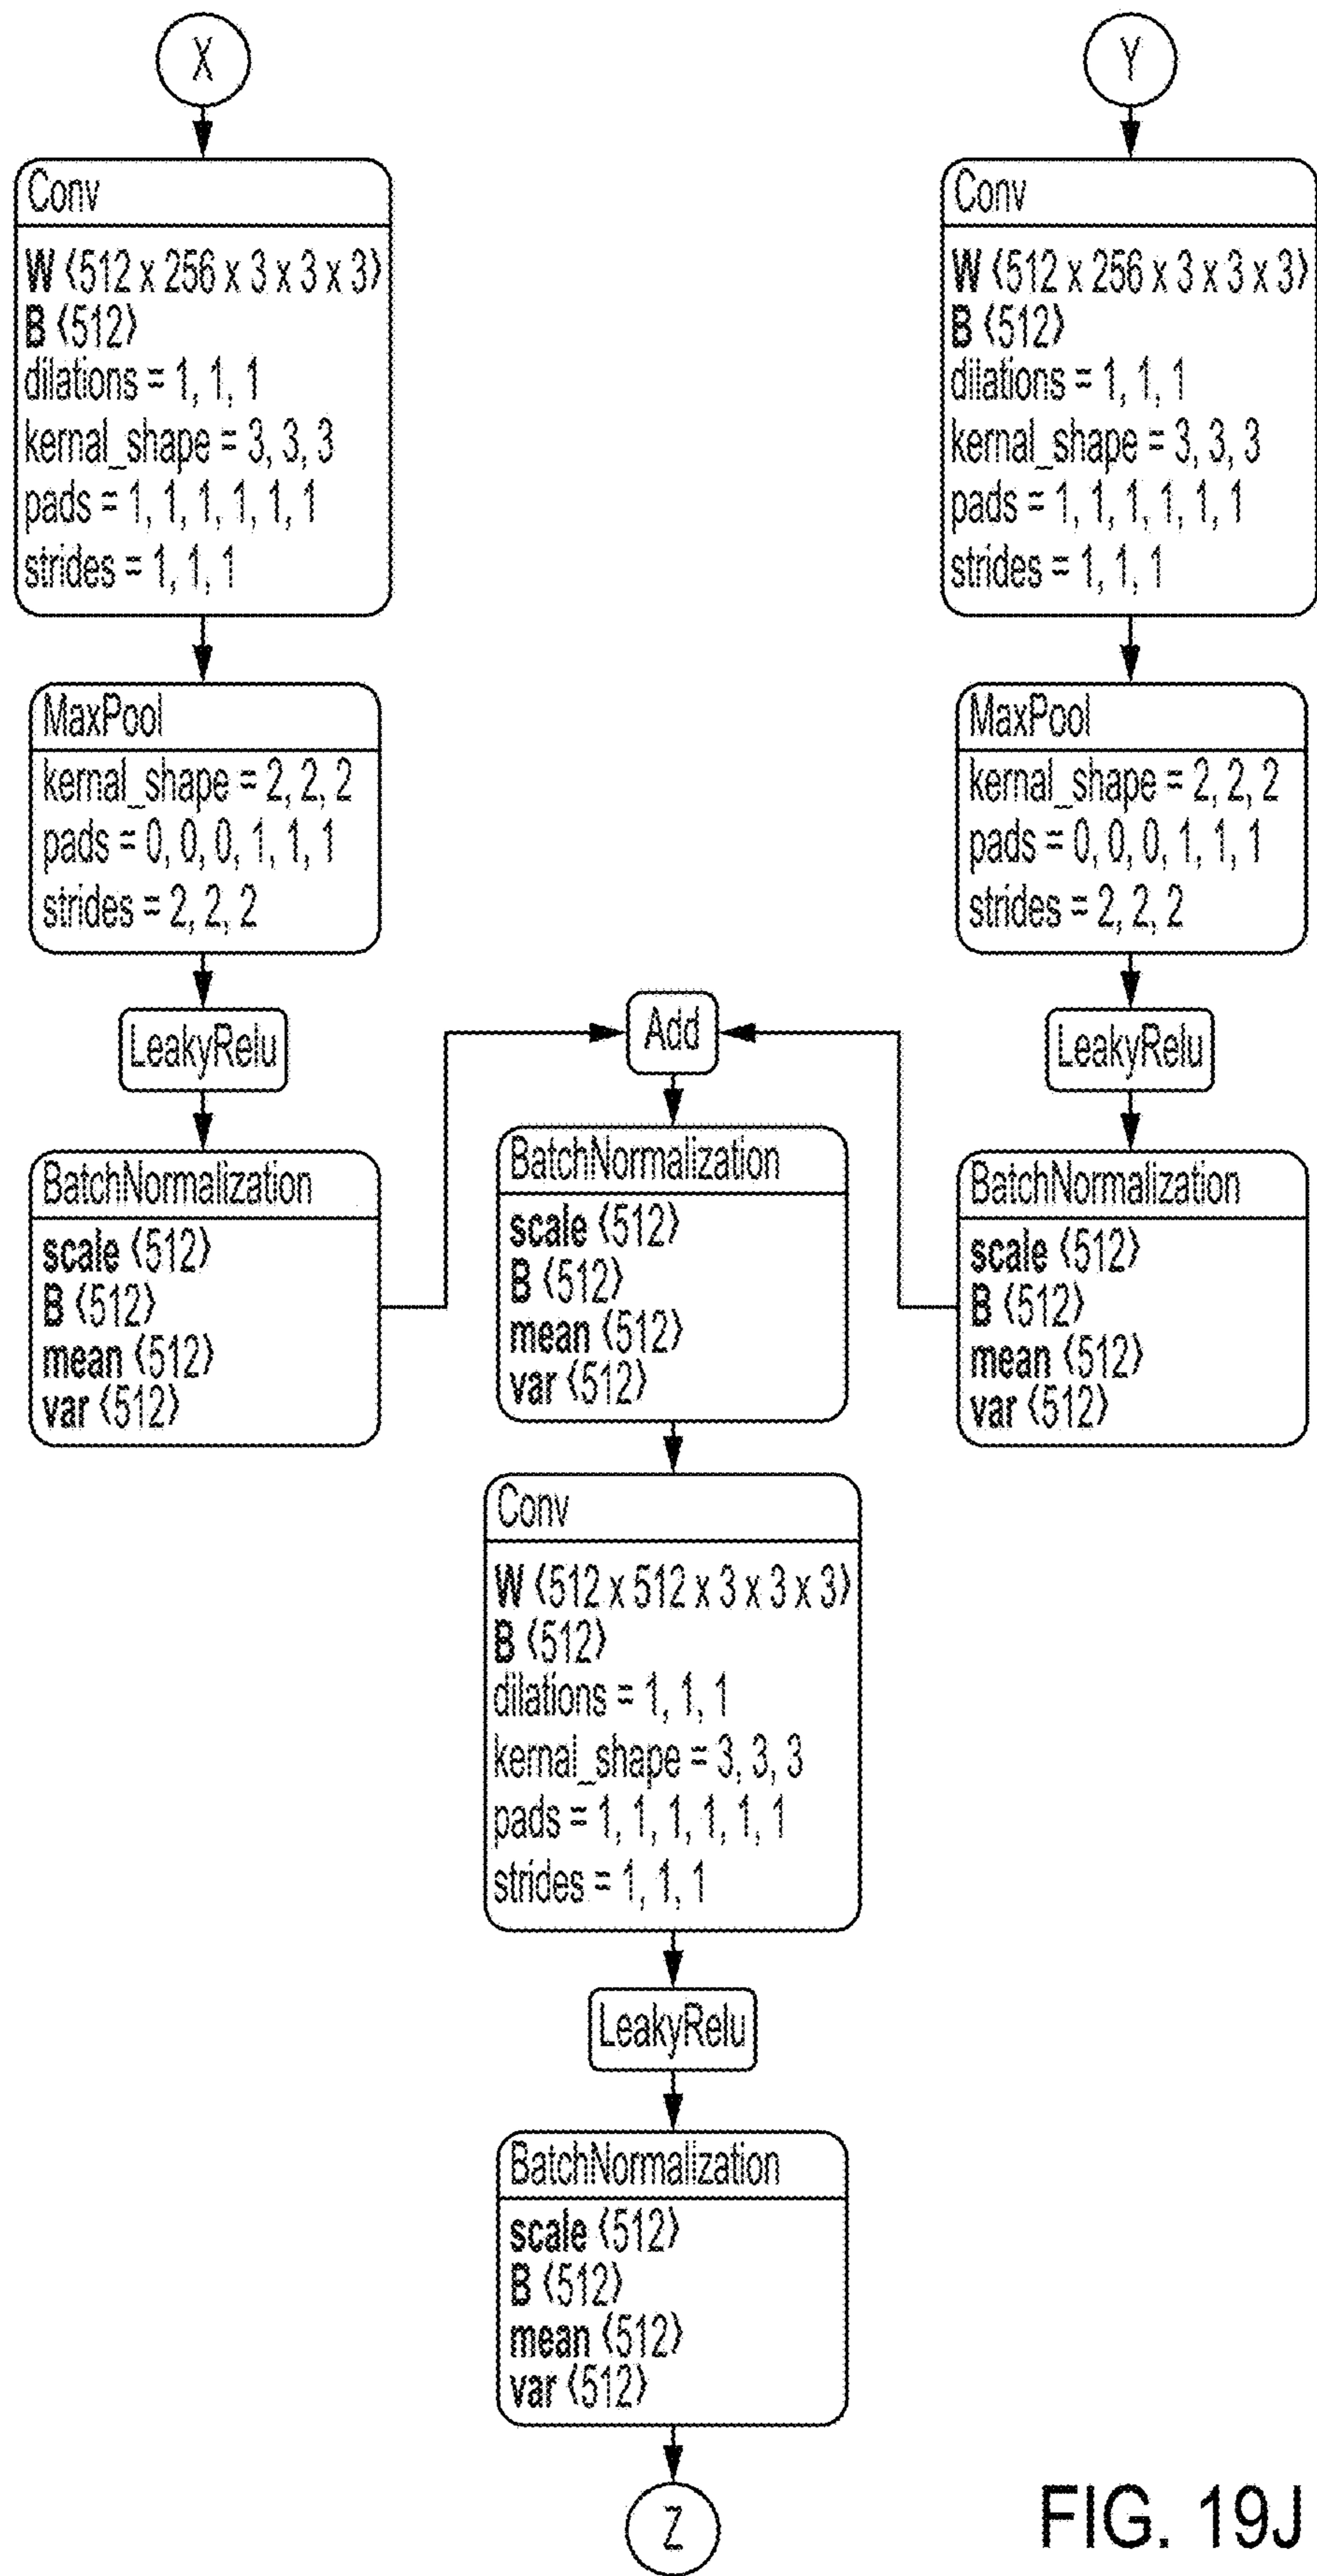 X
Conv
W ⟨512 x 256 x 3 x 3 x 3⟩
B ⟨512⟩
dilations = 1, 1, 1
kernal_shape = 3, 3, 3
pads = 1, 1, 1, 1, 1, 1
strides = 1, 1, 1
MaxPool
kernal_shape = 2, 2, 2
pads = 0, 0, 0, 1, 1, 1
strides = 2, 2, 2
LeakyRelu
BatchNormalization
scale ⟨512⟩
B ⟨512⟩
mean ⟨512⟩
var ⟨512⟩
Y
Conv
W ⟨512 x 256 x 3 x 3 x 3⟩
B ⟨512⟩
dilations = 1, 1, 1
kernal_shape = 3, 3, 3
pads = 1, 1, 1, 1, 1, 1
strides = 1, 1, 1
MaxPool
kernal_shape = 2, 2, 2
pads = 0, 0, 0, 1, 1, 1
strides = 2, 2, 2
LeakyRelu
BatchNormalization
scale ⟨512⟩
B ⟨512⟩
mean ⟨512⟩
var ⟨512⟩
Add
BatchNormalization
scale ⟨512⟩
B ⟨512⟩
mean ⟨512⟩
var ⟨512⟩
Conv
W ⟨512 x 512 x 3 x 3 x 3⟩
B ⟨512⟩
dilations = 1, 1, 1
kernal_shape = 3, 3, 3
pads = 1, 1, 1, 1, 1, 1
strides = 1, 1, 1
LeakyRelu
BatchNormalization
scale ⟨512⟩
B ⟨512⟩
mean ⟨512⟩
var ⟨512⟩
Z
FIG. 19J